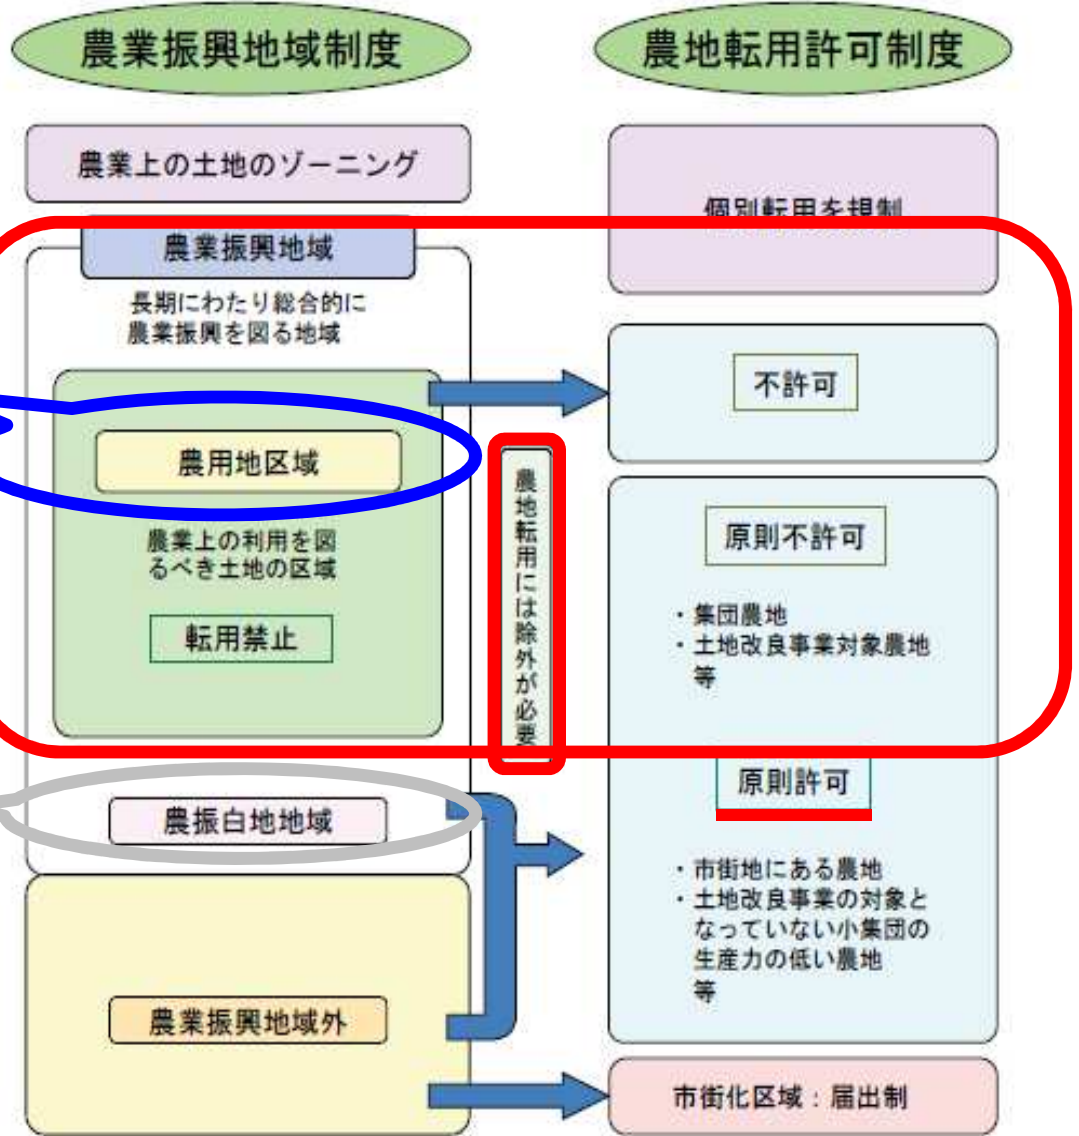 農業振興地域制度
農業上の土地のゾーニング
農業振興地域
長期にわたり総合的に
農業振興を図る地域
農用地区域
農業上の利用を図
るべき土地の区域
転用禁止
農振白地地域
農業振興地域外
農地転用には除外が必要
農地転用許可制度
個別転用を規制
不許可
原則不許可
・集団農地
・土地改良事業対象農地
等
原則許可
・市街地にある農地
・土地改良事業の対象と
なっていない小集団の
生産力の低い農地
等
市街化区域：届出制